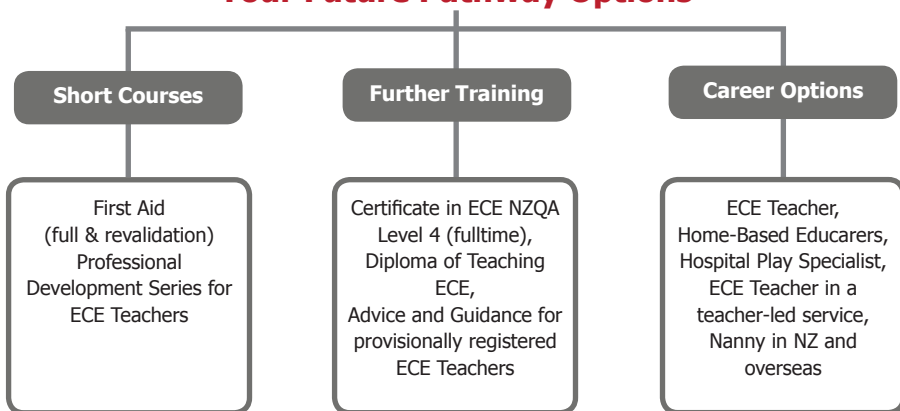 Your Future Pathway Options
Short Courses
Further Training
Career Options
First Aid
(full & revalidation)
Professional
Development Series for
ECE Teachers
Certificate in ECE NZQA
Level 4 (fulltime),
Diploma of Teaching
ECE,
Advice and Guidance for
provisionally registered
ECE Teachers
ECE Teacher,
Home-Based Educarers,
Hospital Play Specialist,
ECE Teacher in a
teacher-led service,
Nanny in NZ and
overseas